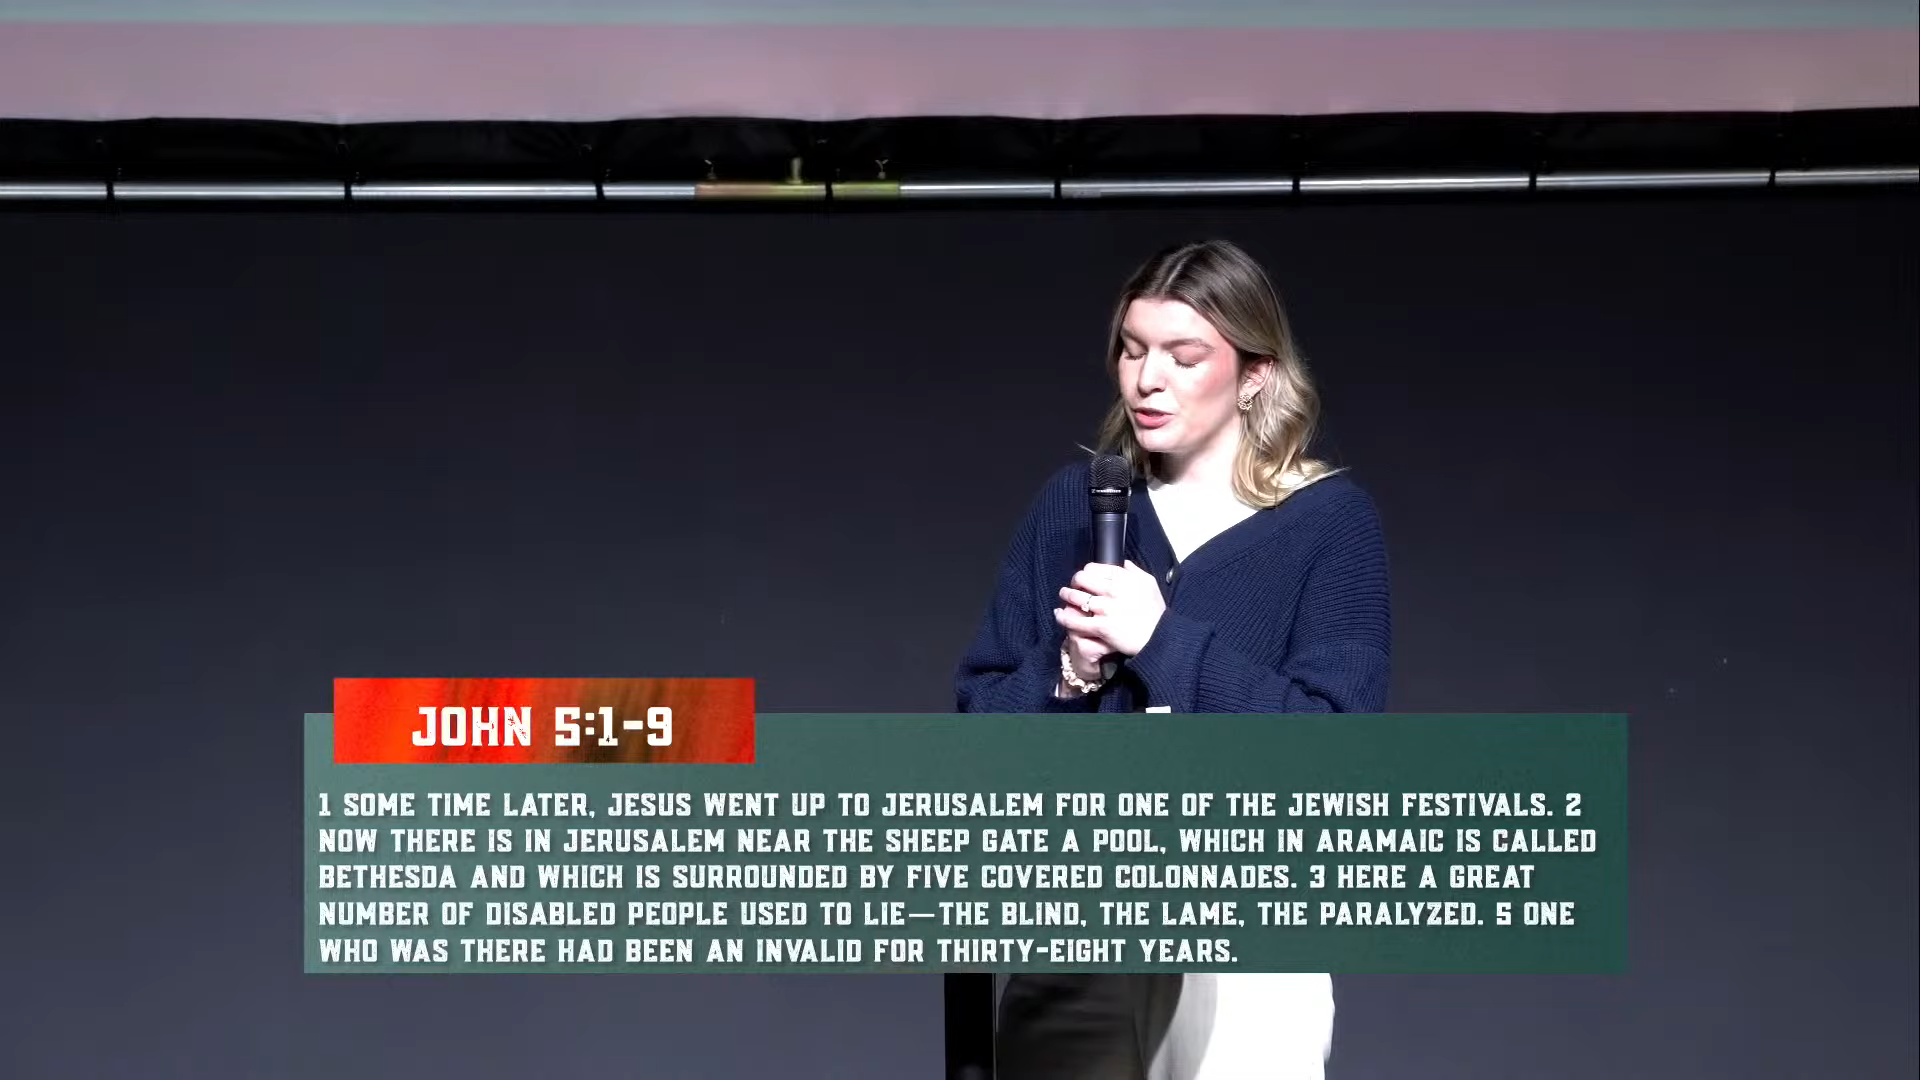 JOHN 5:1-9
1 SOME TIME LATER, JESUS WENT UP TO JERUSALEM FOR ONE OF THE JEWISH FESTIVALS. 2
NOW THERE IS IN JERUSALEM NEAR THE SHEEP GATE A POOL, WHICH IN ARAMAIC IS CALLED
BETHESDA AND WHICH IS SURROUNDED BY FIVE COVERED COLONNADES. 3 HERE A GREAT
NUMBER OF DISABLED PEOPLE USED TO LIE—THE BLIND, THE LAME, THE PARALYZED. 5 ONE
WHO WAS THERE HAD BEEN AN INVALID FOR THIRTY-EIGHT YEARS.